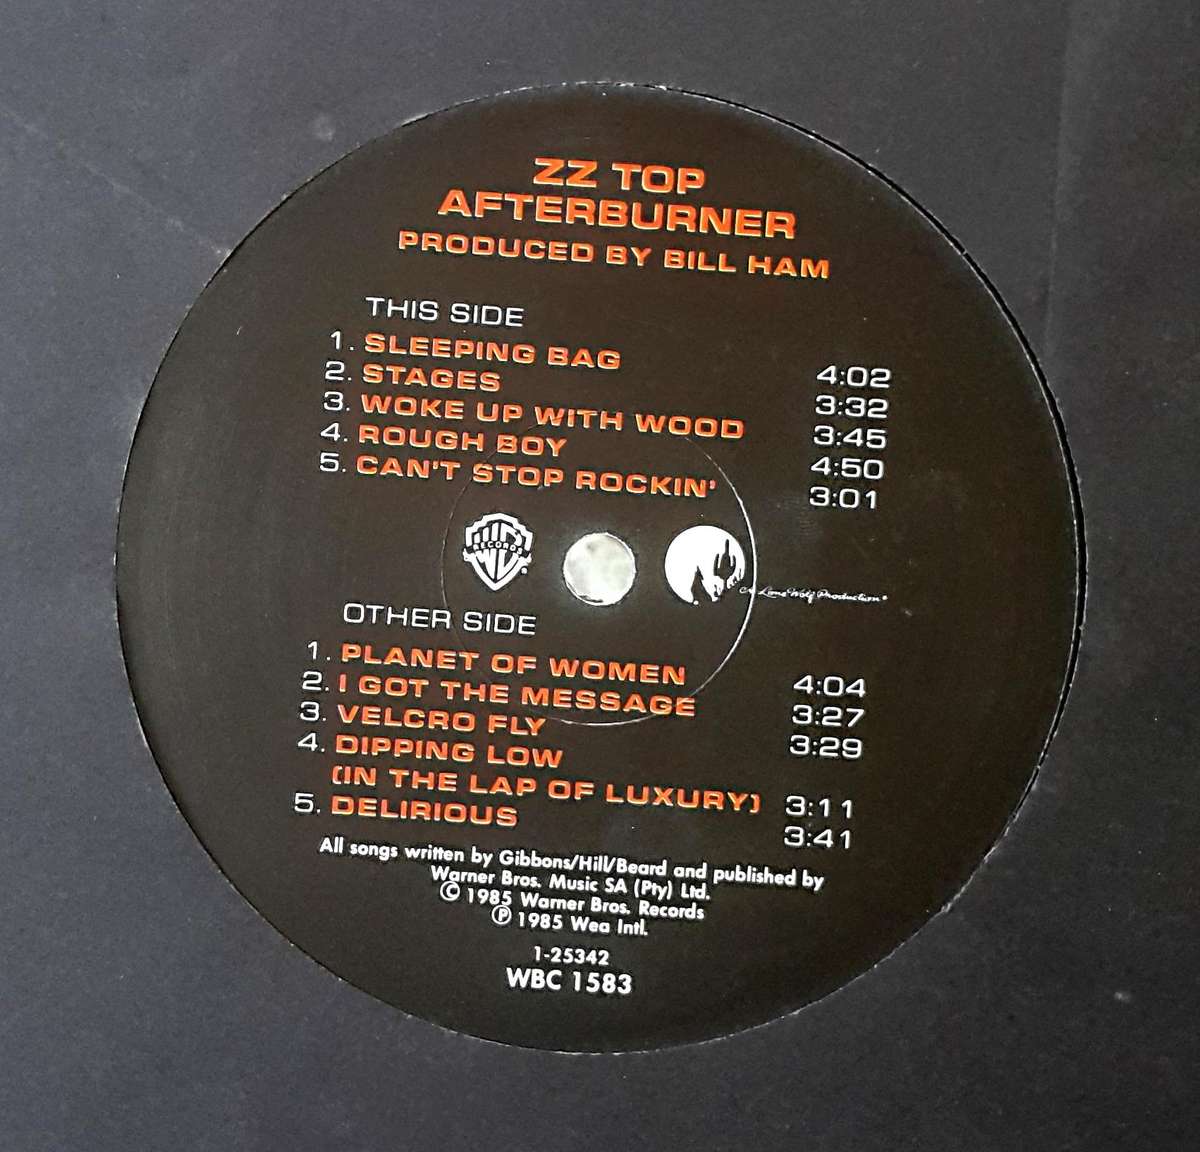 ZZ TOP
AFTERBURNER
PRODUCED BY BILL HAM
THIS SIDE
1. SLEEPING BAG 4:02
2. STAGES 3:32
3. WOKE UP WITH WOOD 3:45
4. ROUGH BOY 4:50
5. CAN'T STOP ROCKIN' 3:01
RECORDS
A Lone Wolf Production
OTHER SIDE
1. PLANET OF WOMEN 4:04
2. I GOT THE MESSAGE 3:27
3. VELCRO FLY 3:29
4. DIPPING LOW
(IN THE LAP OF LUXURY) 3:11
5. DELIRIOUS 3:41
All songs written by Gibbons/Hill/Beard and published by
Warner Bros. Music SA (Pty) Ltd.
© 1985 Warner Bros. Records
℗ 1985 Wea Intl.
1-25342
WBC 1583